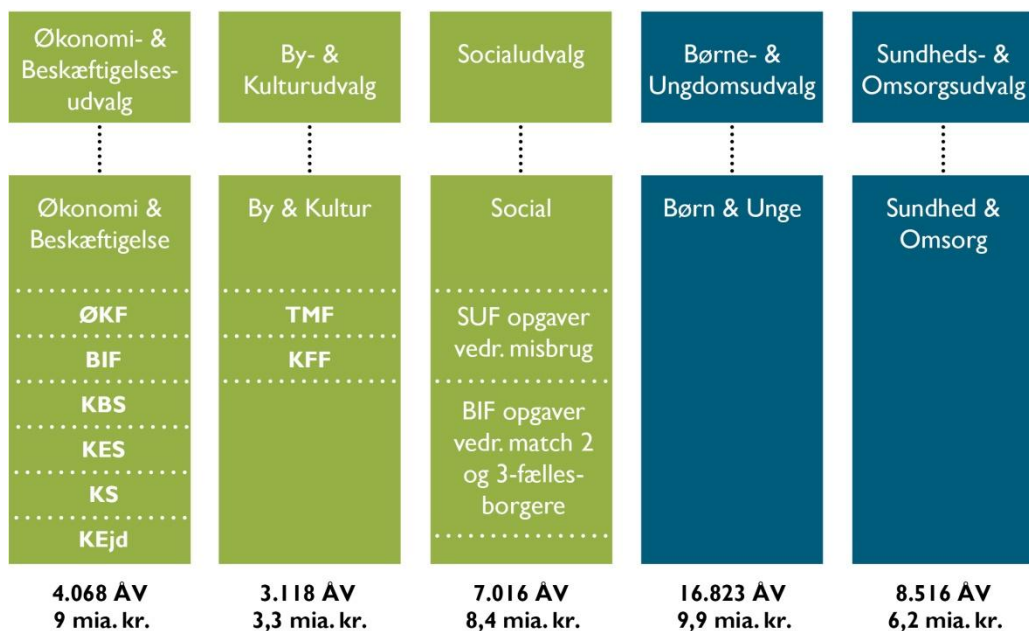 Økonomi- &
Beskæftigelses-
udvalg
By- &
Kulturudvalg
Socialudvalg
Børne- &
Ungdomsudvalg
Sundheds- &
Omsorgsudvalg
Økonomi &
Beskæftigelse
ØKF
BIF
KBS
KES
KS
KEjd
By & Kultur
TMF
KFF
Social
SUF opgaver
vedr. misbrug
BIF opgaver
vedr. match 2
og 3-fælles-
borgere
Børn & Unge
Sundhed &
Omsorg
4.068 ÅV
9 mia. kr.
3.118 ÅV
3,3 mia. kr.
7.016 ÅV
8,4 mia. kr.
16.823 ÅV
9,9 mia. kr.
8.516 ÅV
6,2 mia. kr.